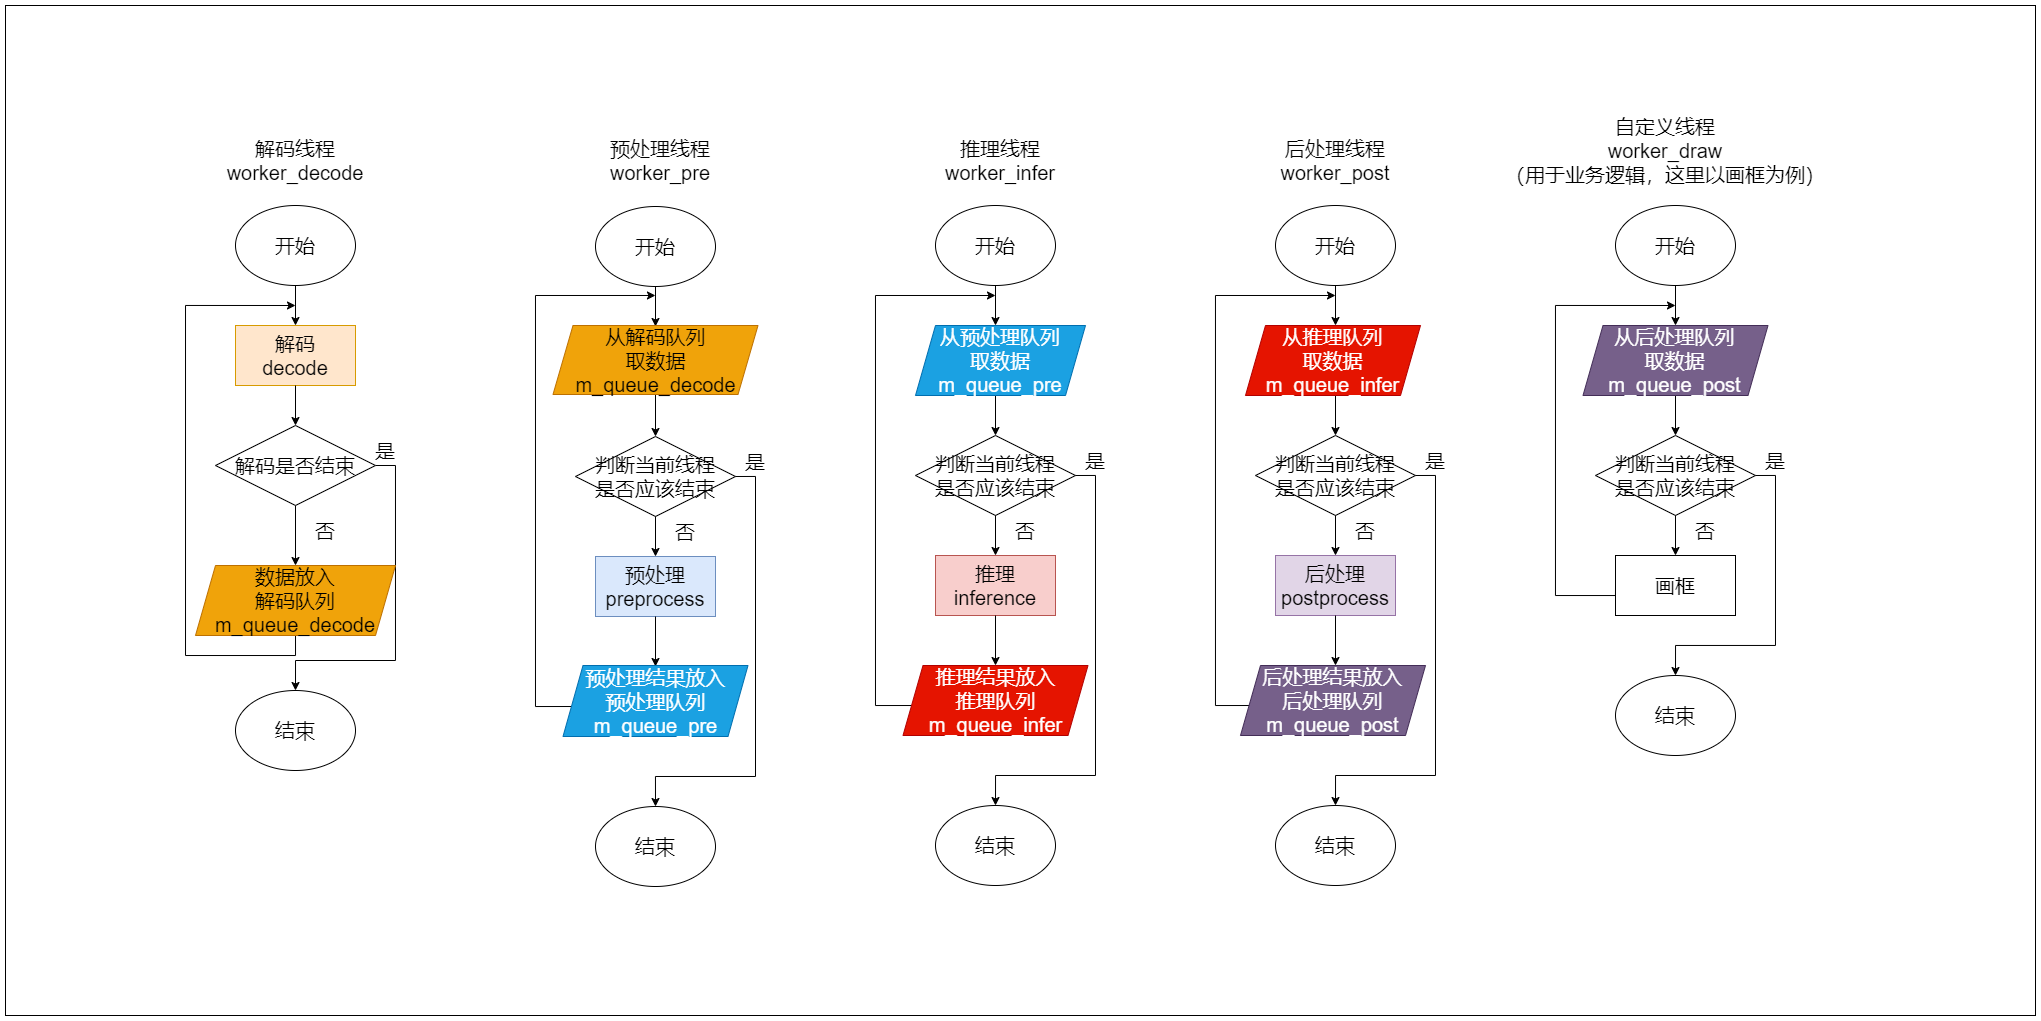 解码线程
worker_decode
开始
解码
decode
解码是否结束
是
否
数据放入
解码队列
m_queue_decode
结束
预处理线程
worker_pre
开始
从解码队列
取数据
m_queue_decode
判断当前线程
是否应该结束
是
否
预处理
preprocess
预处理结果放入
预处理队列
m_queue_pre
结束
推理线程
worker_infer
开始
从预处理队列
取数据
m_queue_pre
判断当前线程
是否应该结束
是
否
推理
inference
推理结果放入
推理队列
m_queue_infer
结束
后处理线程
worker_post
开始
从推理队列
取数据
m_queue_infer
判断当前线程
是否应该结束
是
否
后处理
postprocess
后处理结果放入
后处理队列
m_queue_post
结束
自定义线程
worker_draw
（用于业务逻辑，这里以画框为例）
开始
从后处理队列
取数据
m_queue_post
判断当前线程
是否应该结束
是
否
画框
结束